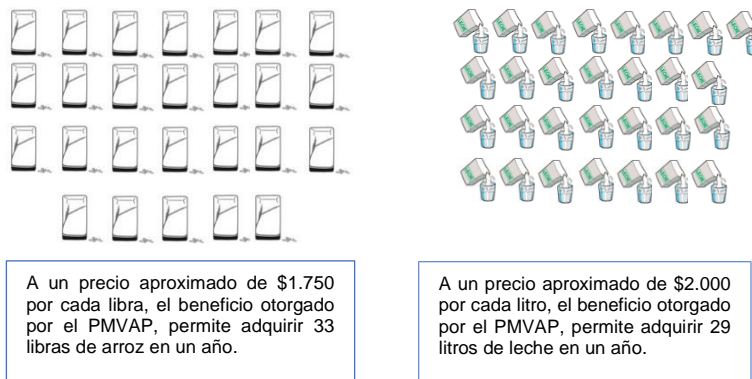 A un precio aproximado de $1.750
por cada libra, el beneficio otorgado
por el PMVAP, permite adquirir 33
libras de arroz en un año.
A un precio aproximado de $2.000
por cada litro, el beneficio otorgado
por el PMVAP, permite adquirir 29
litros de leche en un año.